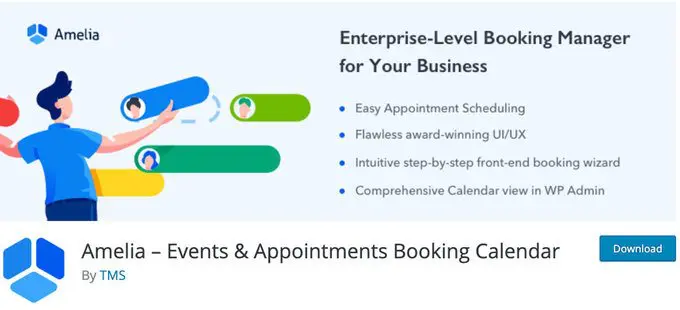 Amelia
Enterprise-Level Booking Manager
for Your Business
Easy Appointment Scheduling
Flawless award-winning UI/UX
Intuitive step-by-step front-end booking wizard
Comprehensive Calendar view in WP Admin
Amelia – Events & Appointments Booking Calendar
Download
By TMS